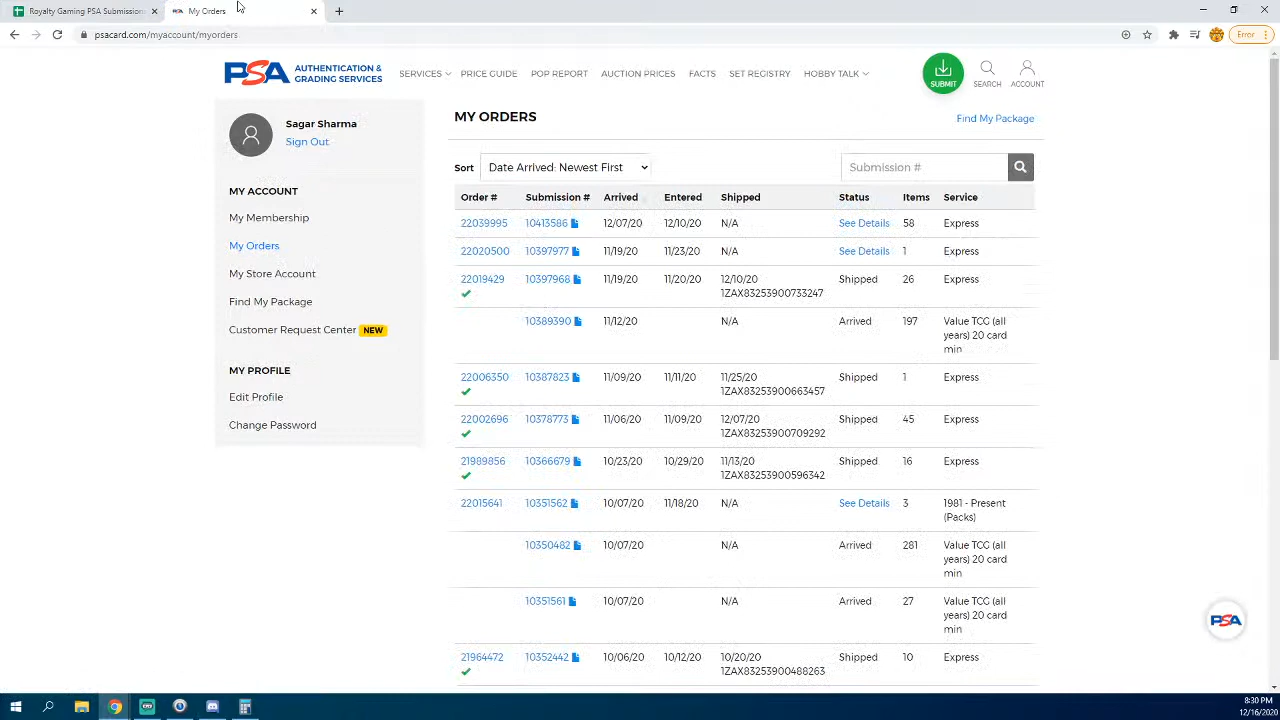 Royalty Gaming PSA Submission
My Orders
psacard.com/myaccount/myorders
Error
PSA AUTHENTICATION & GRADING SERVICES
SERVICES PRICE GUIDE POP REPORT AUCTION PRICES FACTS SET REGISTRY HOBBY TALK
SUBMIT SEARCH ACCOUNT
Sagar Sharma
Sign Out
MY ACCOUNT
My Membership
My Orders
My Store Account
Find My Package
Customer Request Center NEW
MY PROFILE
Edit Profile
Change Password
MY ORDERS
Find My Package
Sort Date Arrived: Newest First Submission #
Order # Submission # Arrived Entered Shipped Status Items Service
22039995 10413586 12/07/20 12/10/20 N/A See Details 58 Express
22020500 10397977 11/19/20 11/23/20 N/A See Details 1 Express
22019429 10397968 11/19/20 11/20/20 12/10/20 Shipped 26 Express
1ZAX83253900733247
10389390 11/12/20 N/A Arrived 197 Value TCG (all
years) 20 card
min
22006350 10387823 11/09/20 11/11/20 11/25/20 Shipped 1 Express
1ZAX83253900663457
22002696 10378773 11/06/20 11/09/20 12/07/20 Shipped 45 Express
1ZAX83253900709292
21989856 10366679 10/23/20 10/29/20 11/13/20 Shipped 16 Express
1ZAX83253900596342
22015641 10351562 10/07/20 11/18/20 N/A See Details 3 1981 - Present
(Packs)
10350482 10/07/20 N/A Arrived 281 Value TCG (all
years) 20 card
min
10351561 10/07/20 N/A Arrived 27 Value TCG (all
years) 20 card
min
21964472 10352442 10/06/20 10/12/20 10/20/20 Shipped 10 Express
1ZAX83253900488263
PSA
8:30 PM
12/16/2020